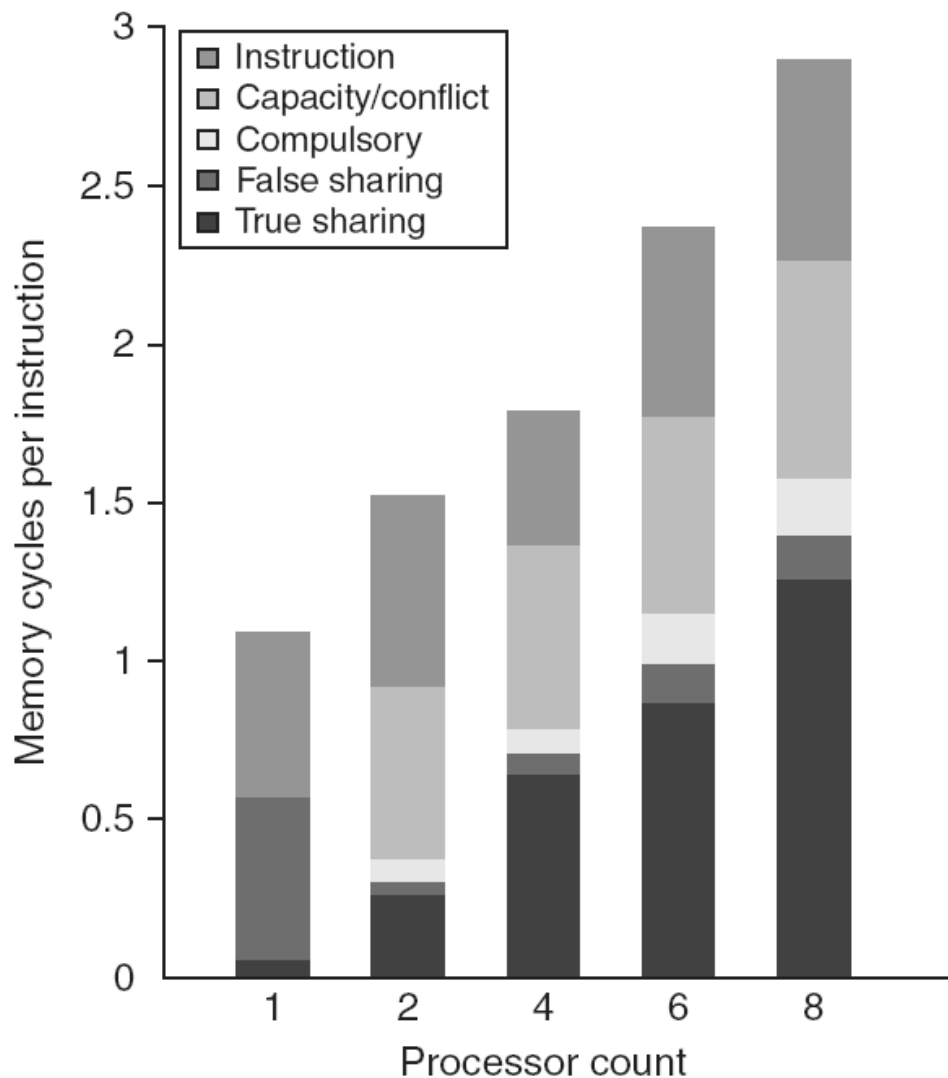 3
Instruction
Capacity/conflict
Compulsory
False sharing
True sharing
2.5
2
1.5
1
0.5
0
Memory cycles per instruction
1 2 4 6 8
Processor count